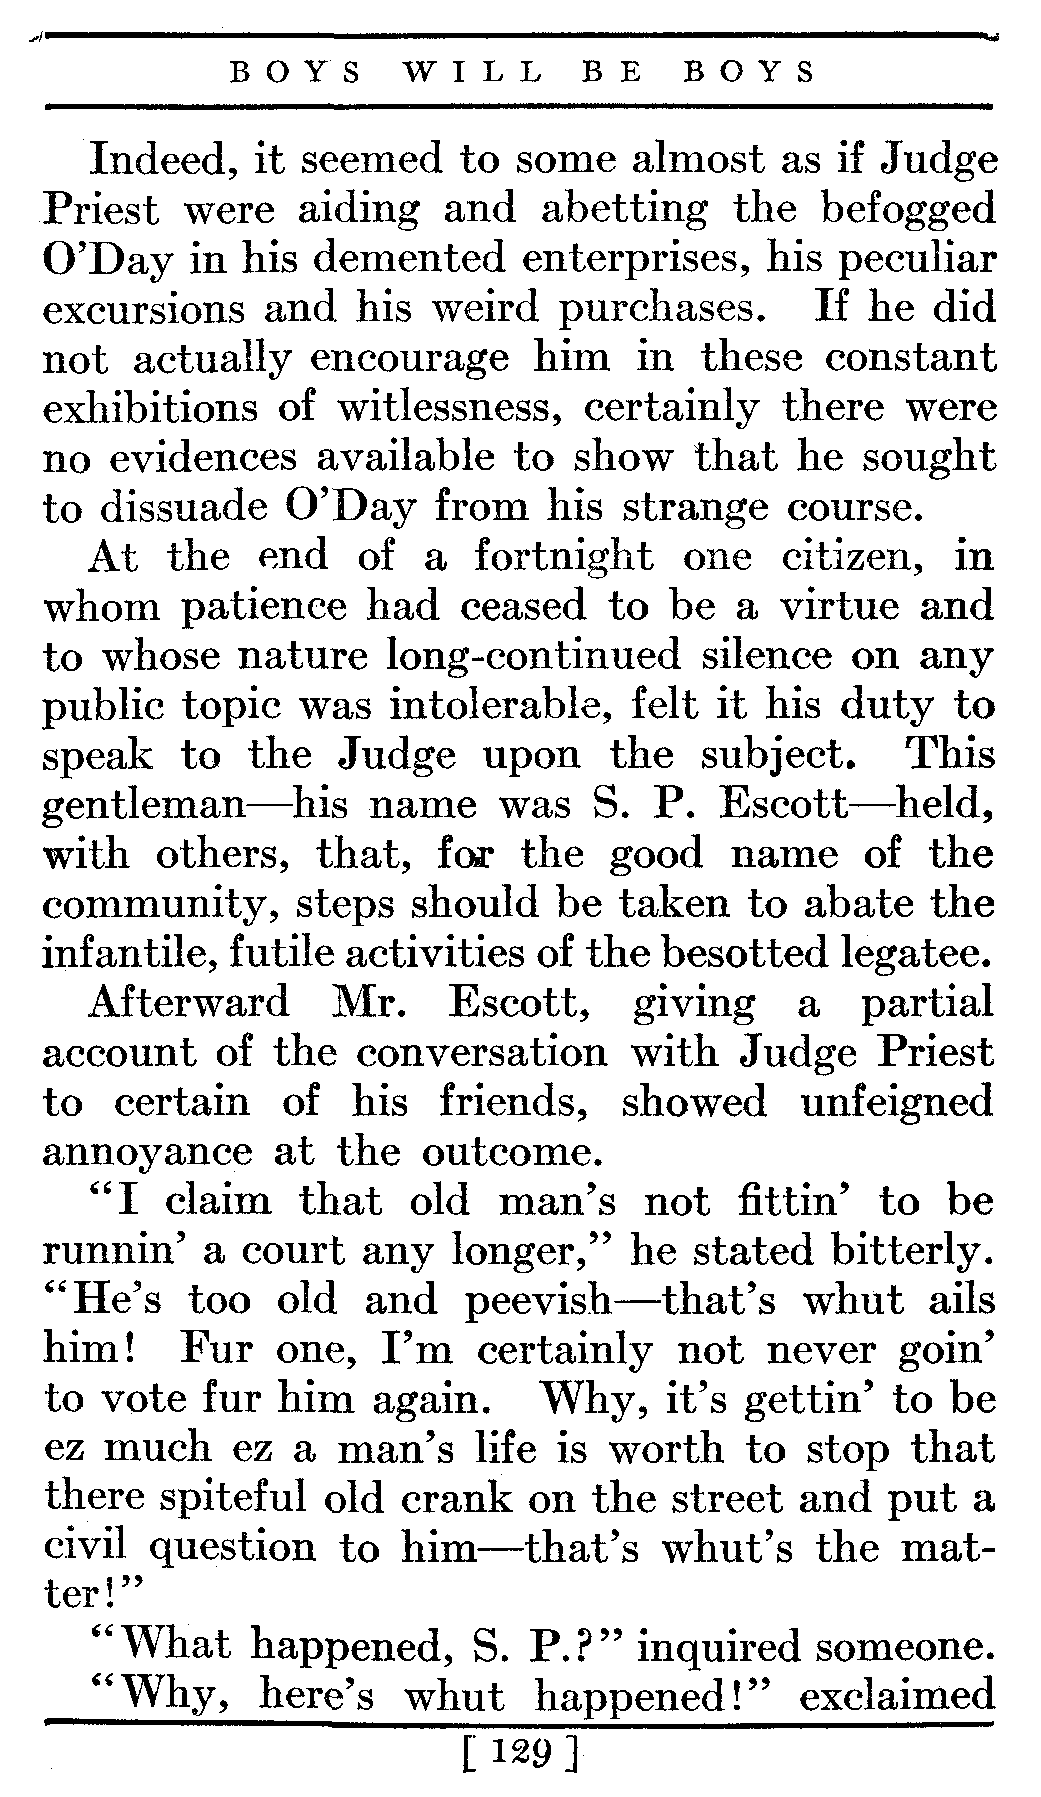 BOYS WILL BE BOYS
Indeed, it seemed to some almost as if Judge
Priest were aiding and abetting the befogged
O'Day in his demented enterprises, his peculiar
excursions and his weird purchases. If he did
not actually encourage him in these constant
exhibitions of witlessness, certainly there were
no evidences available to show that he sought
to dissuade O'Day from his strange course.
At the end of a fortnight one citizen, in
whom patience had ceased to be a virtue and
to whose nature long-continued silence on any
public topic was intolerable, felt it his duty to
speak to the Judge upon the subject. This
gentleman—his name was S. P. Escott—held,
with others, that, for the good name of the
community, steps should be taken to abate the
infantile, futile activities of the besotted legatee.
Afterward Mr. Escott, giving a partial
account of the conversation with Judge Priest
to certain of his friends, showed unfeigned
annoyance at the outcome.
"I claim that old man's not fittin' to be
runnin' a court any longer," he stated bitterly.
"He's too old and peevish—that's whut ails
him! Fur one, I'm certainly not never goin'
to vote fur him again. Why, it's gettin' to be
ez much ez a man's life is worth to stop that
there spiteful old crank on the street and put a
civil question to him—that's whut's the mat-
ter!"
"What happened, S. P.?" inquired someone.
"Why, here's whut happened!" exclaimed
[ 129 ]